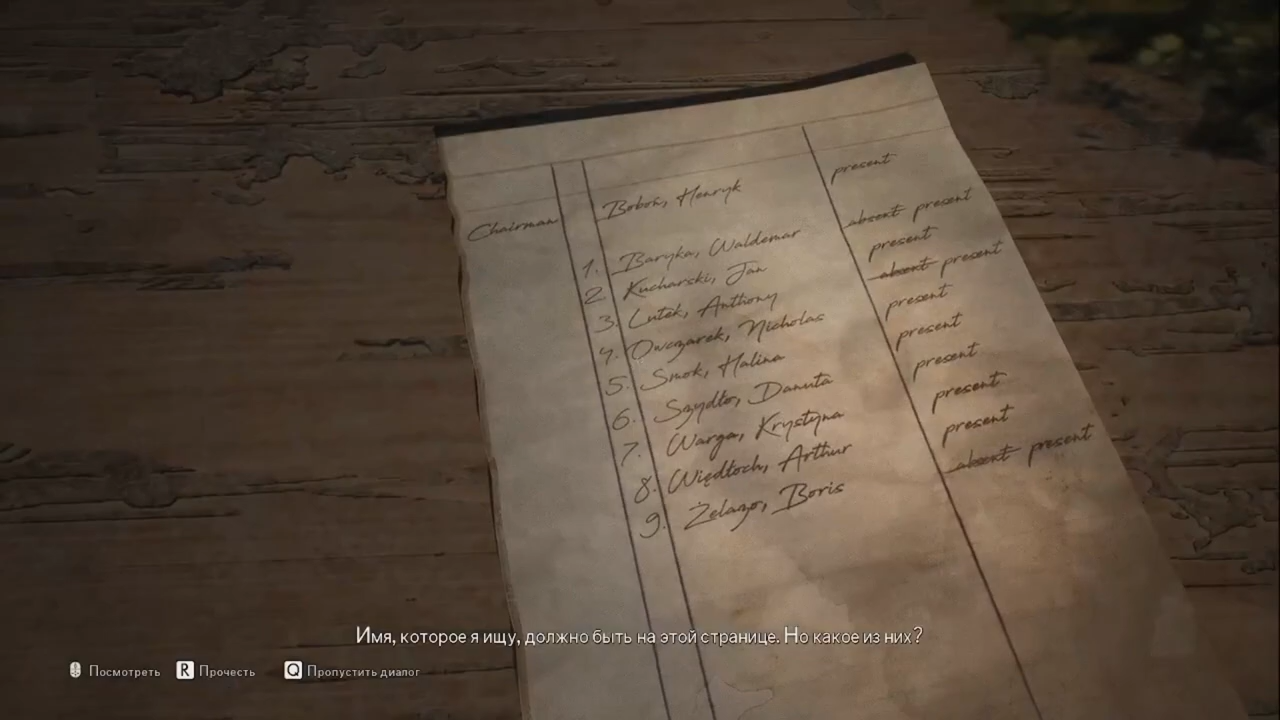 Boboń, Henryk present
Chairman
1. Baryka, Waldemar absent present
2. Kucharski, Jan present
3. Lutek, Anthony absent present
4. Owczarek, Nicholas present
5. Smok, Halina present
6. Szydło, Danuta present
7. Warga, Krystyna present
8. Więdłoch, Arthur present
9. Żelazo, Boris absent present
Имя, которое я ищу, должно быть на этой странице. Но какое из них?
Посмотреть R Прочесть Q Пропустить диалог